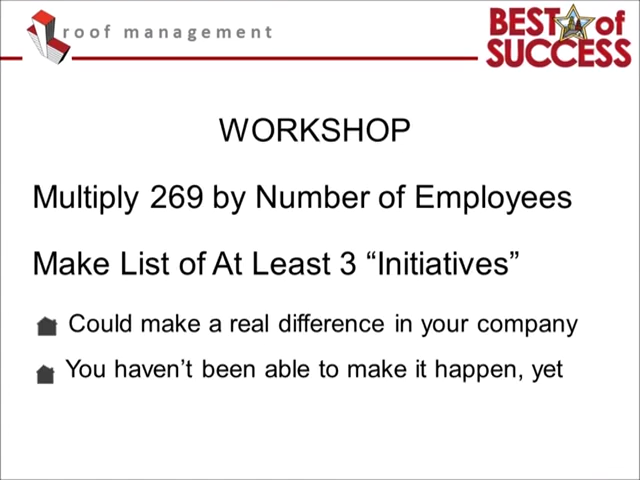 roof management
BEST of
SUCCESS
WORKSHOP
Multiply 269 by Number of Employees
Make List of At Least 3 “Initiatives”
Could make a real difference in your company
You haven’t been able to make it happen, yet